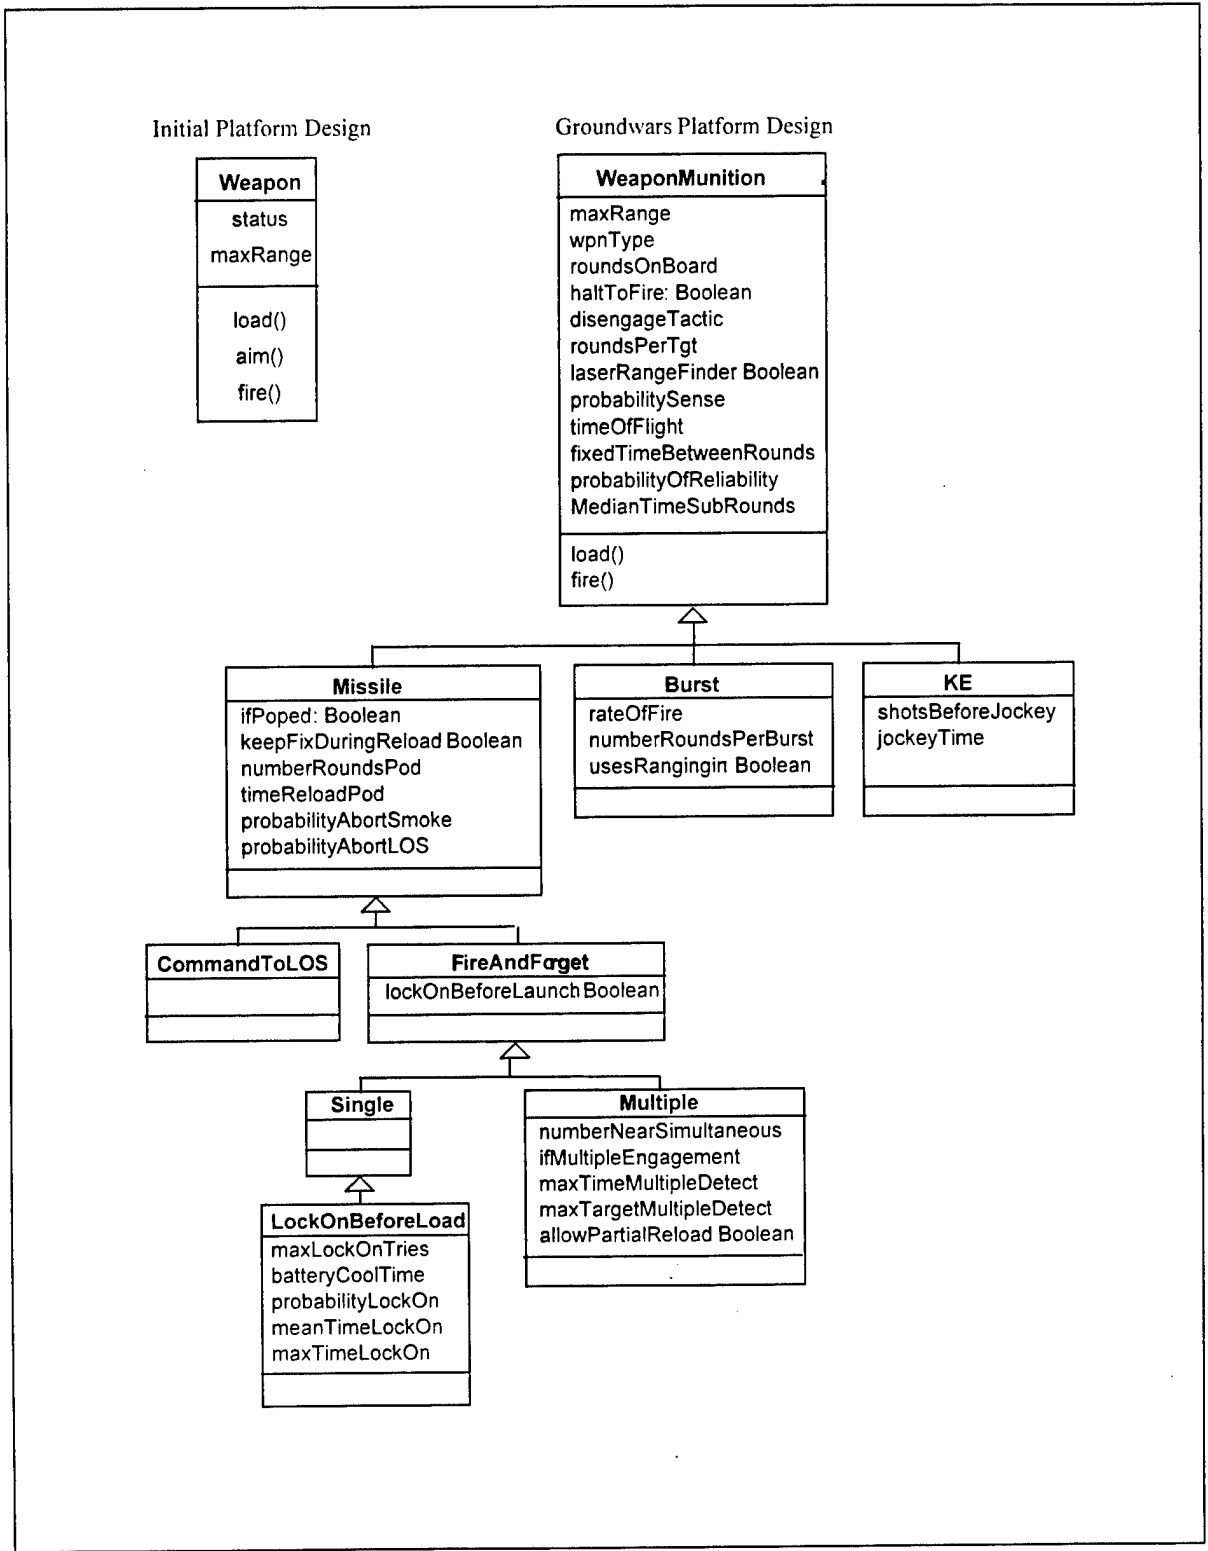 Initial Platform Design
Groundwars Platform Design
Weapon
status
maxRange
load()
aim()
fire()
WeaponMunition
maxRange
wpnType
roundsOnBoard
haltToFire: Boolean
disengageTactic
roundsPerTgt
laserRangeFinder Boolean
probabilitySense
timeOfFlight
fixedTimeBetweenRounds
probabilityOfReliability
MedianTimeSubRounds
load()
fire()
Missile
ifPoped: Boolean
keepFixDuringReload Boolean
numberRoundsPod
timeReloadPod
probabilityAbortSmoke
probabilityAbortLOS
Burst
rateOfFire
numberRoundsPerBurst
usesRangingin Boolean
KE
shotsBeforeJockey
jockeyTime
CommandToLOS
FireAndForget
lockOnBeforeLaunch Boolean
Single
Multiple
numberNearSimultaneous
ifMultipleEngagement
maxTimeMultipleDetect
maxTargetMultipleDetect
allowPartialReload Boolean
LockOnBeforeLoad
maxLockOnTries
batteryCoolTime
probabilityLockOn
meanTimeLockOn
maxTimeLockOn